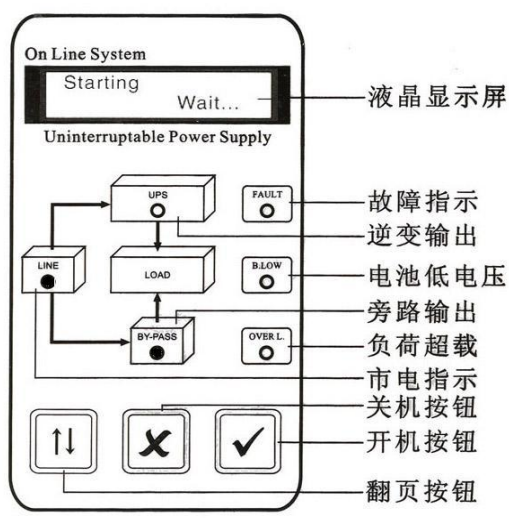 On Line System
Starting
Wait...
液晶显示屏
Uninterruptable Power Supply
UPS
FAULT
故障指示
逆变输出
LINE
LOAD
B.LOW
电池低电压
旁路输出
BY-PASS
OVER L.
负荷超载
市电指示
关机按钮
开机按钮
翻页按钮